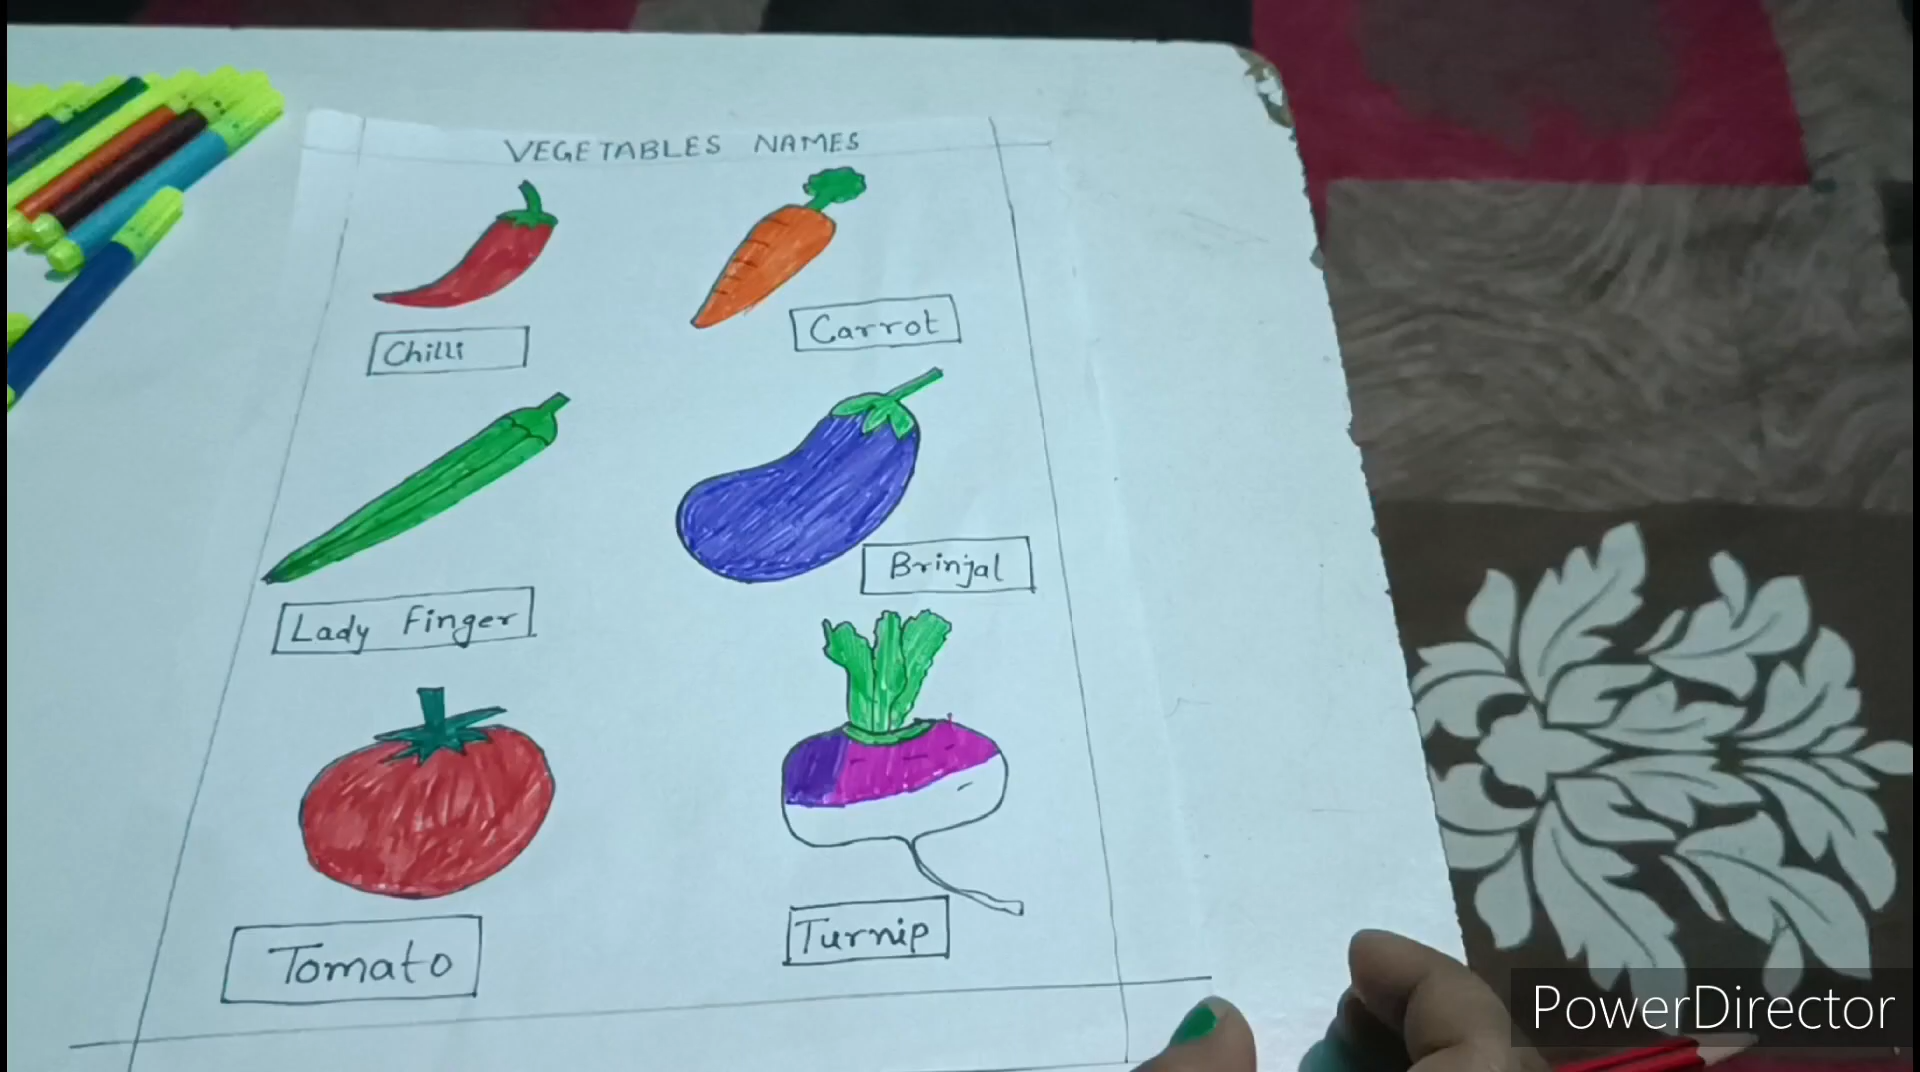 VEGETABLES NAMES
Chilli
Carrot
Lady Finger
Brinjal
Tomato
Turnip
PowerDirector